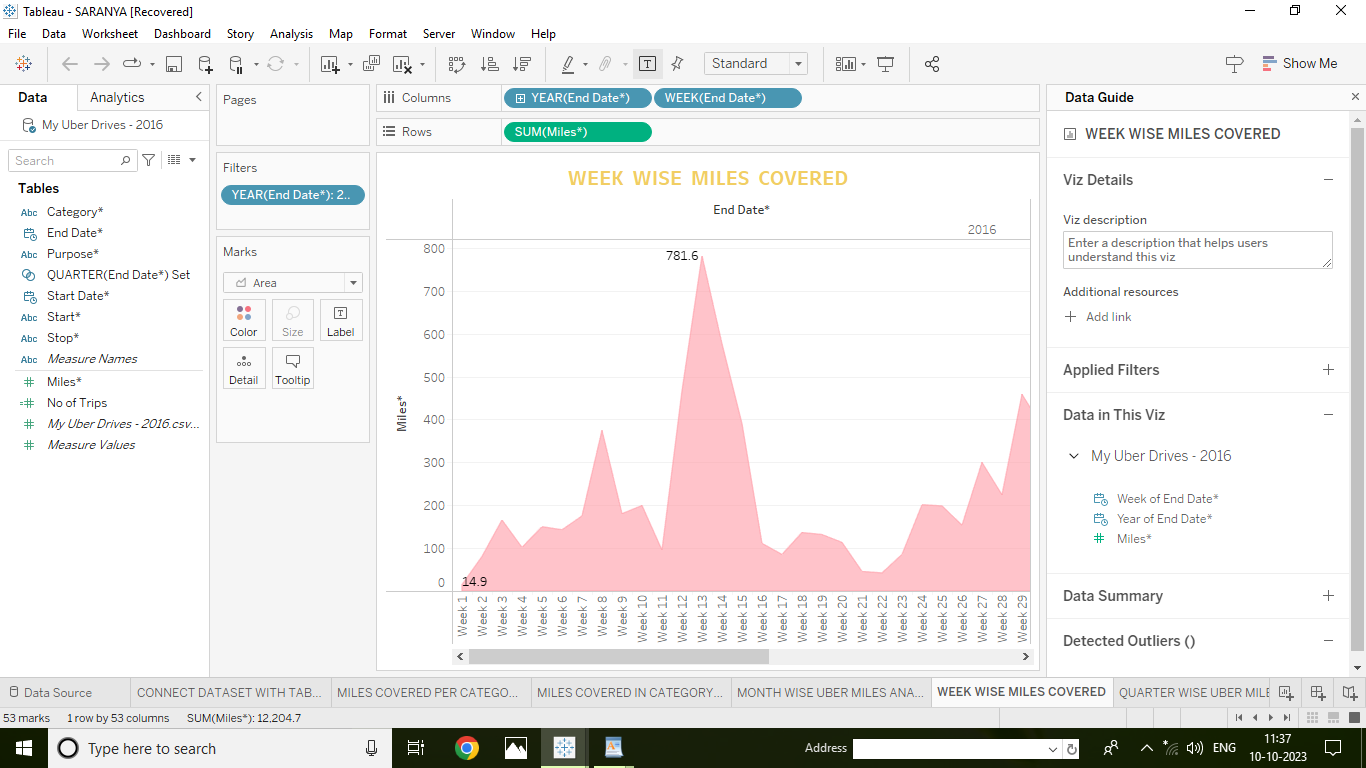 Tableau - SARANYA [Recovered]
File Data Worksheet Dashboard Story Analysis Map Format Server Window Help
Standard
Show Me
Data Analytics
My Uber Drives - 2016
Search
Tables
Abc Category*
End Date*
Abc Purpose*
QUARTER(End Date*) Set
Start Date*
Abc Start*
Abc Stop*
Abc Measure Names
# Miles*
=# No of Trips
# My Uber Drives - 2016.csv...
# Measure Values
Pages
Filters
YEAR(End Date*): 2..
Marks
Area
Color Size Label
Detail Tooltip
Columns YEAR(End Date*) WEEK(End Date*)
Rows SUM(Miles*)
WEEK WISE MILES COVERED
End Date*
2016
Miles*
800
700
600
500
400
300
200
100
0
781.6
14.9
Week 1
Week 2
Week 3
Week 4
Week 5
Week 6
Week 7
Week 8
Week 9
Week 10
Week 11
Week 12
Week 13
Week 14
Week 15
Week 16
Week 17
Week 18
Week 19
Week 20
Week 21
Week 22
Week 23
Week 24
Week 25
Week 26
Week 27
Week 28
Week 29
Data Guide
WEEK WISE MILES COVERED
Viz Details
Viz description
Enter a description that helps users
understand this viz
Additional resources
Add link
Applied Filters
Data in This Viz
My Uber Drives - 2016
Week of End Date*
Year of End Date*
# Miles*
Data Summary
Detected Outliers ()
Data Source CONNECT DATASET WITH TAB... MILES COVERED PER CATEGO... MILES COVERED IN CATEGORY... MONTH WISE UBER MILES ANA... WEEK WISE MILES COVERED QUARTER WISE UBER MILE
53 marks 1 row by 53 columns SUM(Miles*): 12,204.7
Type here to search
Address
ENG
11:37
10-10-2023